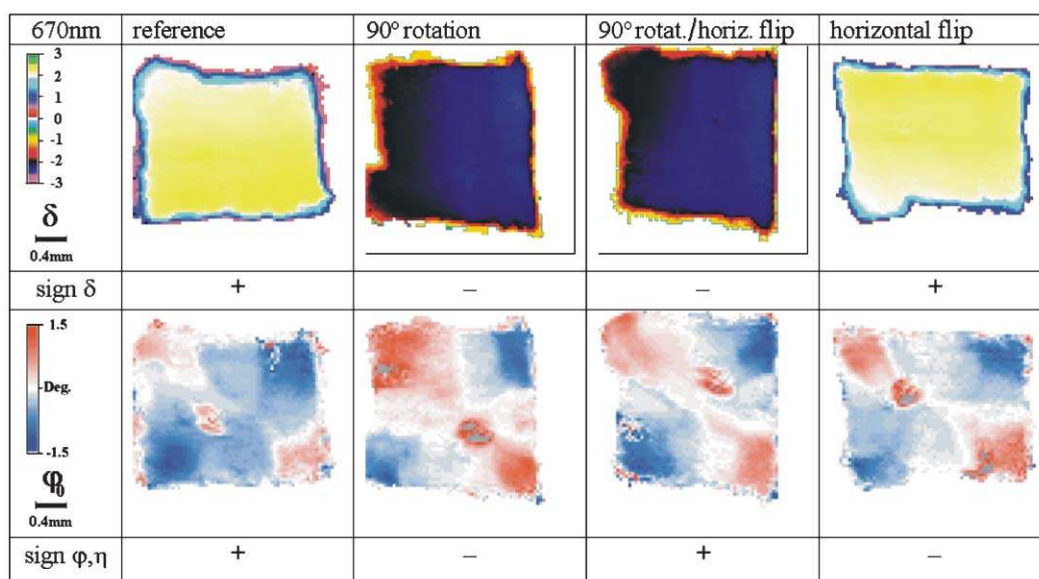 670nm reference 90° rotation 90° rotat./horiz. flip horizontal flip
3
2
1
0
-1
-2
-3
δ
0.4mm
sign δ + – – +
1.5
Deg.
-1.5
φ₀
0.4mm
sign φ,η + – + –